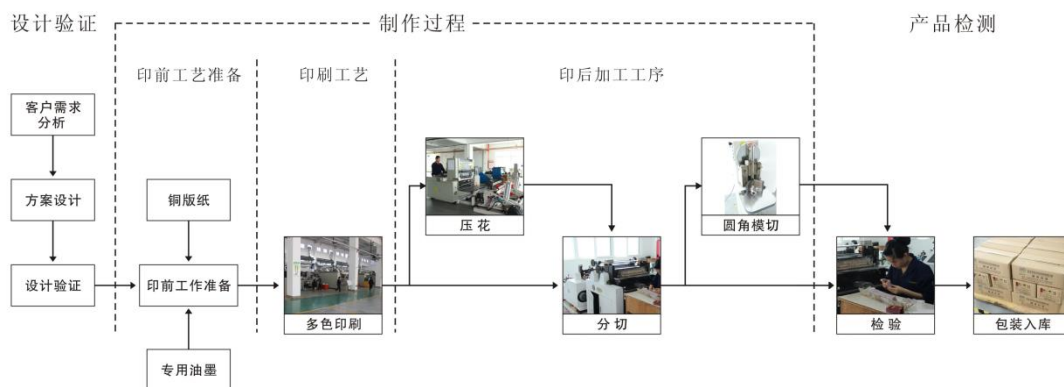 设计验证
制作过程
产品检测
印前工艺准备
印刷工艺
印后加工工序
客户需求
分析
方案设计
铜版纸
压花
圆角模切
设计验证
印前工作准备
多色印刷
分切
检验
包装入库
专用油墨